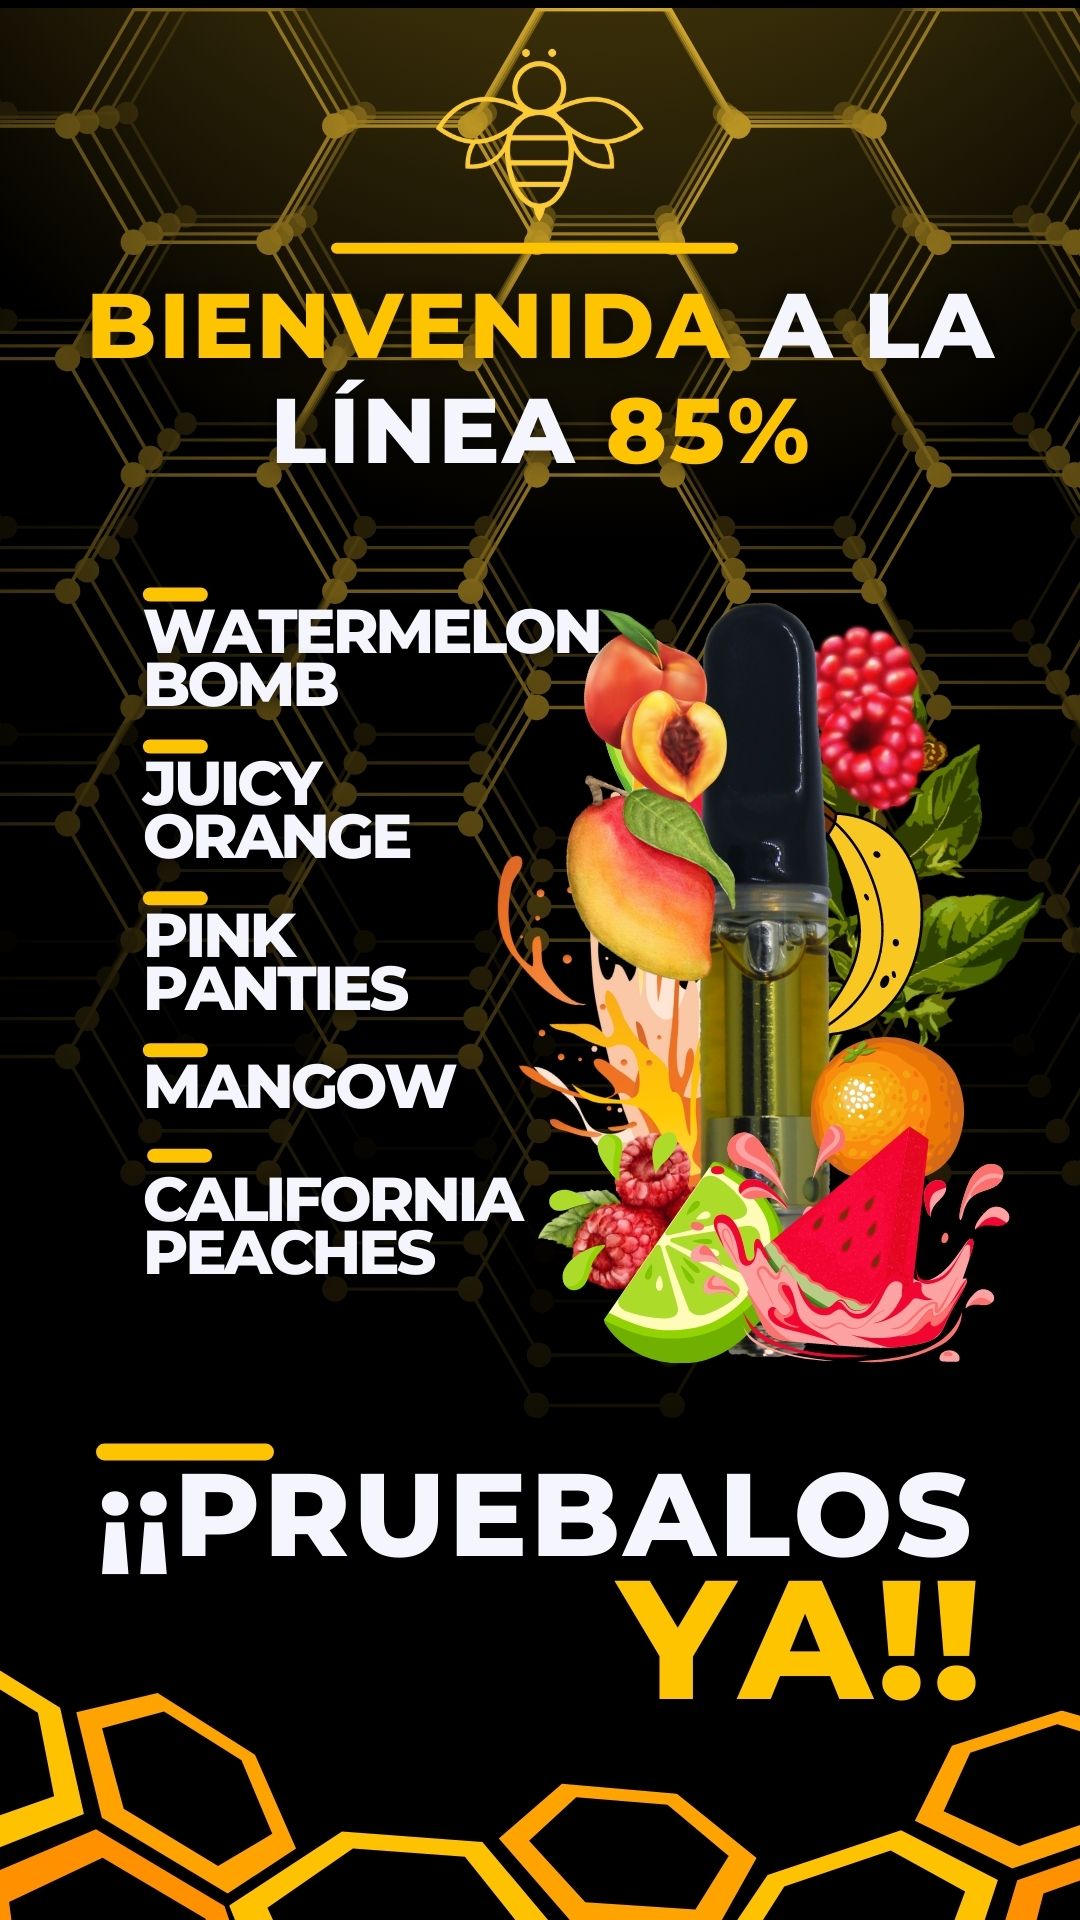 BIENVENIDA A LA
LÍNEA 85%
WATERMELON
BOMB
JUICY
ORANGE
PINK
PANTIES
MANGOW
CALIFORNIA
PEACHES
¡¡PRUEBALOS
YA!!